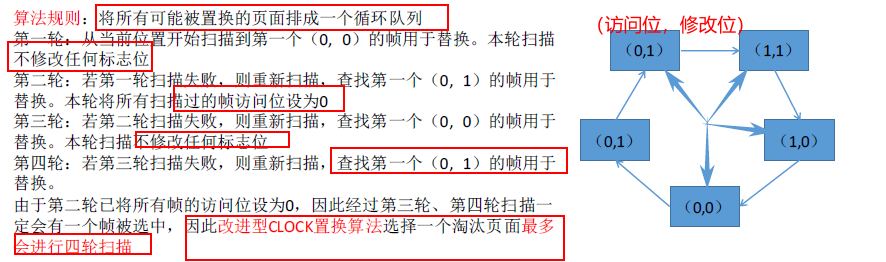 算法规则：将所有可能被置换的页面排成一个循环队列
第一轮：从当前位置开始扫描到第一个（0，0）的帧用于替换。本轮扫描
不修改任何标志位
第二轮：若第一轮扫描失败，则重新扫描，查找第一个（0，1）的帧用于
替换。本轮将所有扫描过的帧访问位设为0
第三轮：若第二轮扫描失败，则重新扫描，查找第一个（0，0）的帧用于
替换。本轮扫描不修改任何标志位
第四轮：若第三轮扫描失败，则重新扫描，查找第一个（0，1）的帧用于
替换。
由于第二轮已将所有帧的访问位设为0，因此经过第三轮、第四轮扫描一
定会有一个帧被选中，因此改进型CLOCK置换算法选择一个淘汰页面最多
会进行四轮扫描
（访问位，修改位）
（0,1）
（1,1）
（0,1）
（1,0）
（0,0）